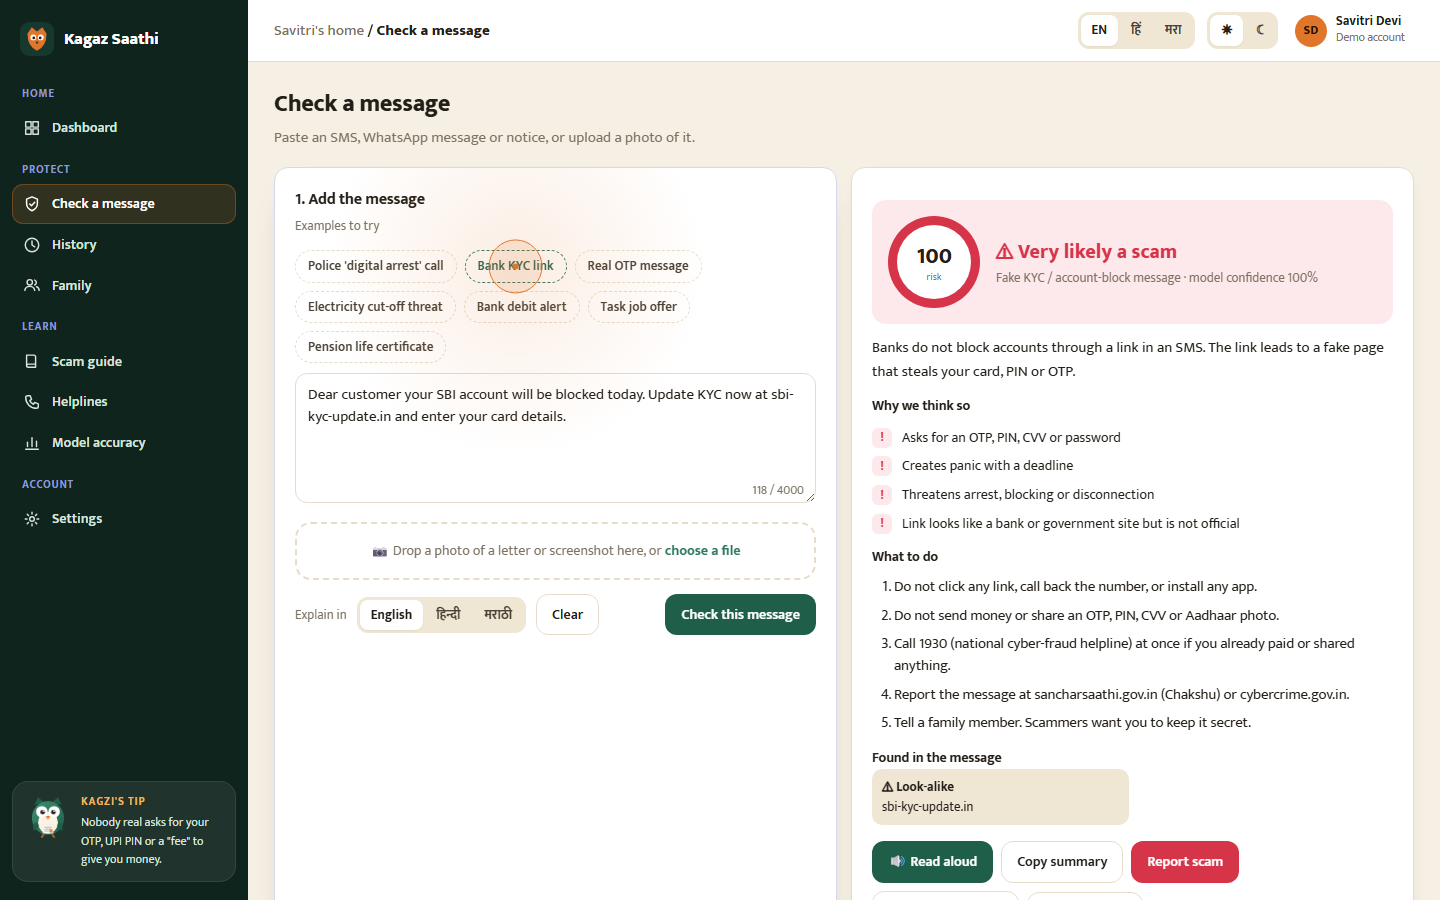 Kagaz Saathi
HOME
Dashboard
PROTECT
Check a message
History
Family
LEARN
Scam guide
Helplines
Model accuracy
ACCOUNT
Settings
KAGZI'S TIP
Nobody real asks for your
OTP, UPI PIN or a "fee" to
give you money.
Savitri's home / Check a message
EN हिं मरा
SD
Savitri Devi
Demo account
Check a message
Paste an SMS, WhatsApp message or notice, or upload a photo of it.
1. Add the message
Examples to try
Police 'digital arrest' call
Bank KYC link
Real OTP message
Electricity cut-off threat
Bank debit alert
Task job offer
Pension life certificate
Dear customer your SBI account will be blocked today. Update KYC now at sbi-
kyc-update.in and enter your card details.
118 / 4000
Drop a photo of a letter or screenshot here, or choose a file
Explain in English हिन्दी मराठी Clear
Check this message
100
risk
⚠ Very likely a scam
Fake KYC / account-block message · model confidence 100%
Banks do not block accounts through a link in an SMS. The link leads to a fake page
that steals your card, PIN or OTP.
Why we think so
! Asks for an OTP, PIN, CVV or password
! Creates panic with a deadline
! Threatens arrest, blocking or disconnection
! Link looks like a bank or government site but is not official
What to do
1. Do not click any link, call back the number, or install any app.
2. Do not send money or share an OTP, PIN, CVV or Aadhaar photo.
3. Call 1930 (national cyber-fraud helpline) at once if you already paid or shared
anything.
4. Report the message at sancharsaathi.gov.in (Chakshu) or cybercrime.gov.in.
5. Tell a family member. Scammers want you to keep it secret.
Found in the message
⚠ Look-alike
sbi-kyc-update.in
Read aloud
Copy summary
Report scam